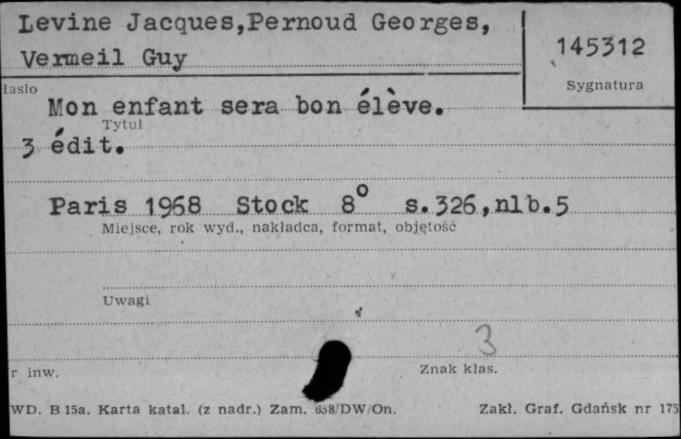 Levine Jacques,Pernoud Georges,
Vermeil Guy
145312
Sygnatura
Hasło
Mon enfant sera bon élève.
Tytuł
3 édit.
Paris 1968 Stock 8° s.326,nlb.5
Miejsce, rok wyd., nakładca, format, objętość
Uwagi
3
r inw.
Znak klas.
WD. B 15a. Karta katal. (z nadr.) Zam. 638/DW/On.
Zakł. Graf. Gdańsk nr 175